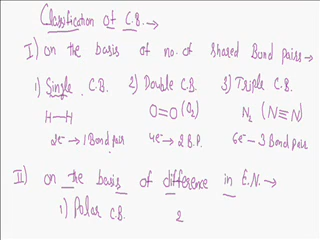 Classification of C.B. →
I) On the basis of no. of Shared Bond pairs →
1) Single C.B. 2) Double C.B. 3) Triple C.B.
H—H O=O (O₂) N₂ (N≡N)
2e⁻ → 1 Bond pair 4e⁻ → 2 B.P. 6e⁻ – 3 Bond pair
II) On the basis of difference in E.N. →
1) Polar C.B. 2